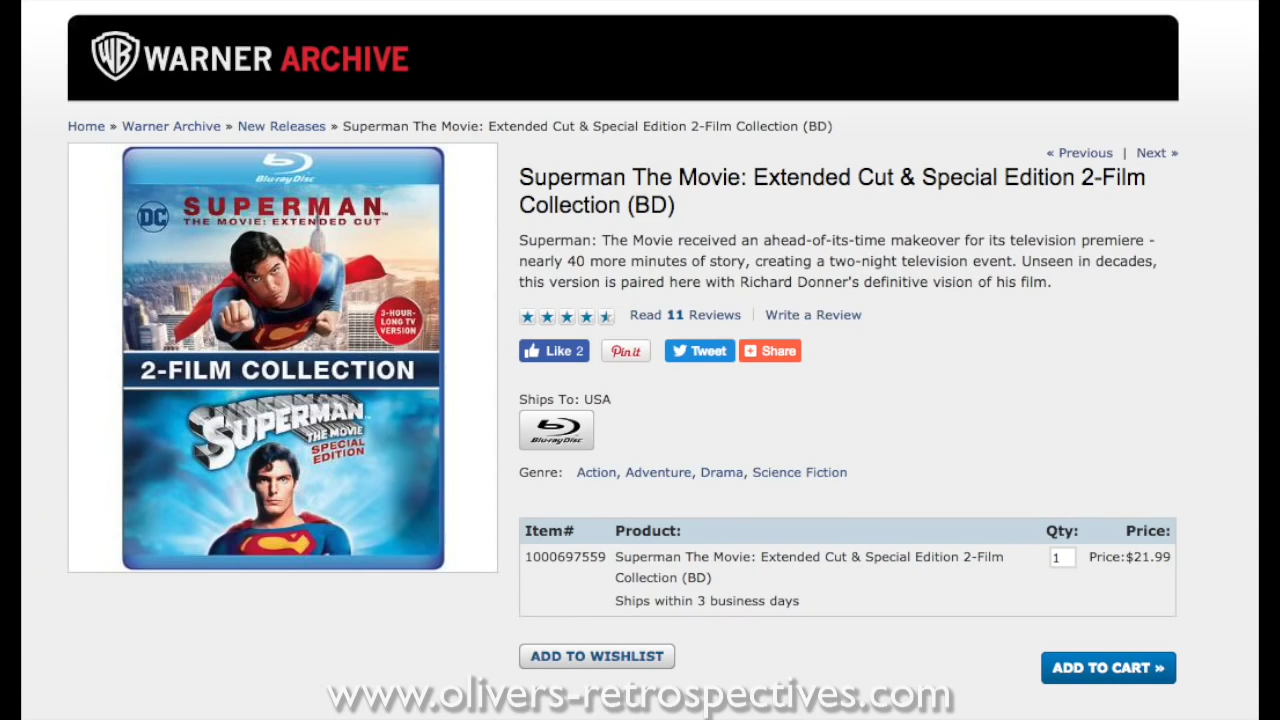 WB WARNER ARCHIVE
Home » Warner Archive » New Releases » Superman The Movie: Extended Cut & Special Edition 2-Film Collection (BD)
« Previous | Next »
Blu-ray Disc
DC
SUPERMAN™
THE MOVIE: EXTENDED CUT
3-HOUR-
LONG TV
VERSION
2-FILM COLLECTION
SUPERMAN
THE MOVIE
SPECIAL
EDITION
Superman The Movie: Extended Cut & Special Edition 2-Film
Collection (BD)
Superman: The Movie received an ahead-of-its-time makeover for its television premiere -
nearly 40 more minutes of story, creating a two-night television event. Unseen in decades,
this version is paired here with Richard Donner's definitive vision of his film.
Read 11 Reviews | Write a Review
Like 2 Pin it Tweet Share
Ships To: USA
Blu-ray Disc
Genre: Action, Adventure, Drama, Science Fiction
Item# Product: Qty: Price:
1000697559 Superman The Movie: Extended Cut & Special Edition 2-Film 1 Price:$21.99
Collection (BD)
Ships within 3 business days
ADD TO WISHLIST
ADD TO CART »
www.olivers-retrospectives.com